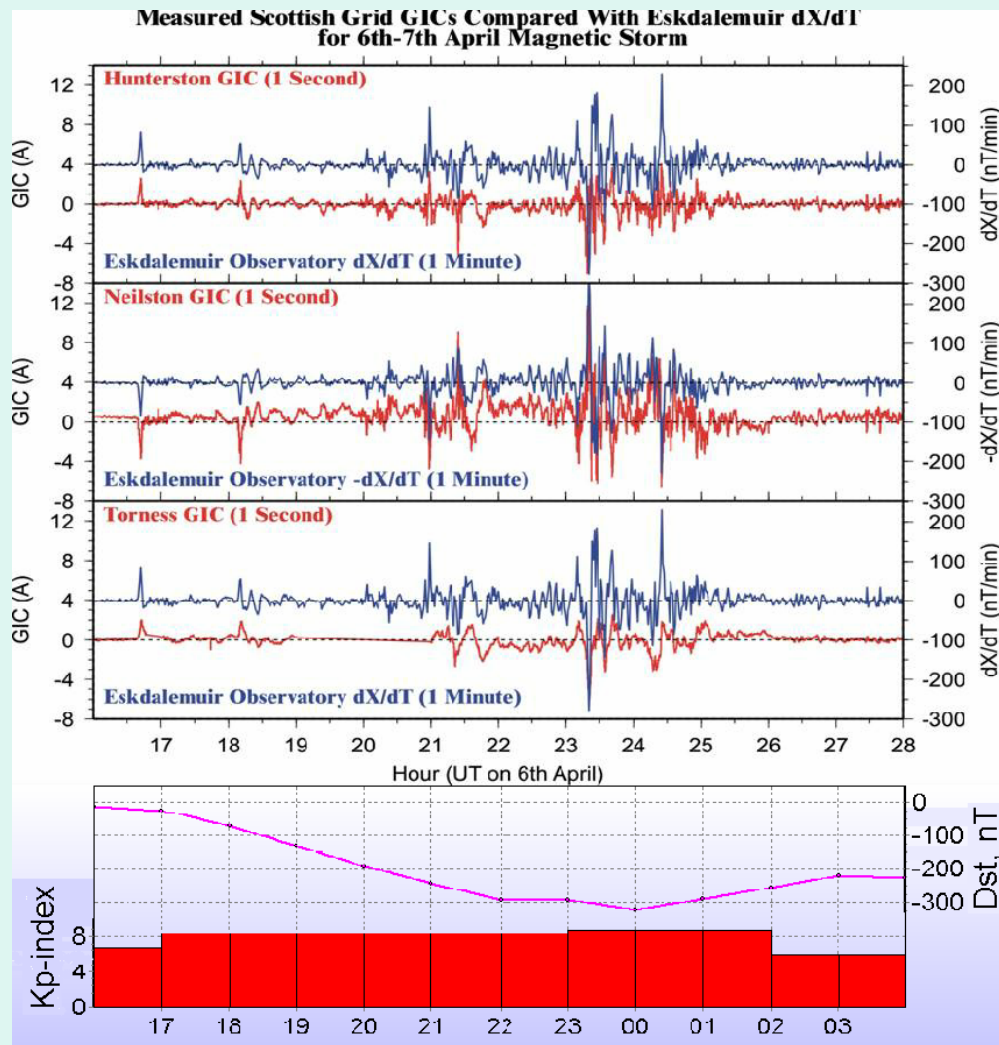 Measured Scottish Grid GICs Compared With Eskdalemuir dX/dT
for 6th-7th April Magnetic Storm
Hunterston GIC (1 Second)
12
8
4
0
-4
-8
GIC (A)
200
100
0
-100
-200
-300
dX/dT (nT/min)
Eskdalemuir Observatory dX/dT (1 Minute)
Neilston GIC (1 Second)
12
8
4
0
-4
-8
GIC (A)
200
100
0
-100
-200
-300
-dX/dT (nT/min)
Eskdalemuir Observatory -dX/dT (1 Minute)
Torness GIC (1 Second)
12
8
4
0
-4
-8
GIC (A)
200
100
0
-100
-200
-300
dX/dT (nT/min)
Eskdalemuir Observatory dX/dT (1 Minute)
17 18 19 20 21 22 23 24 25 26 27 28
Hour (UT on 6th April)
0
-100
-200
-300
Dst. nT
Kp-index
8
4
0
17 18 19 20 21 22 23 00 01 02 03